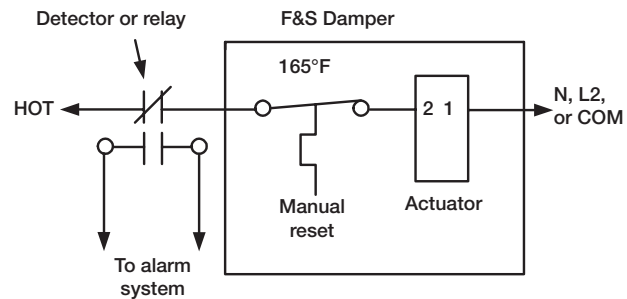 Detector or relay
F&S Damper
165°F
HOT
2 1
N, L2,
or COM
Manual
reset
Actuator
To alarm
system